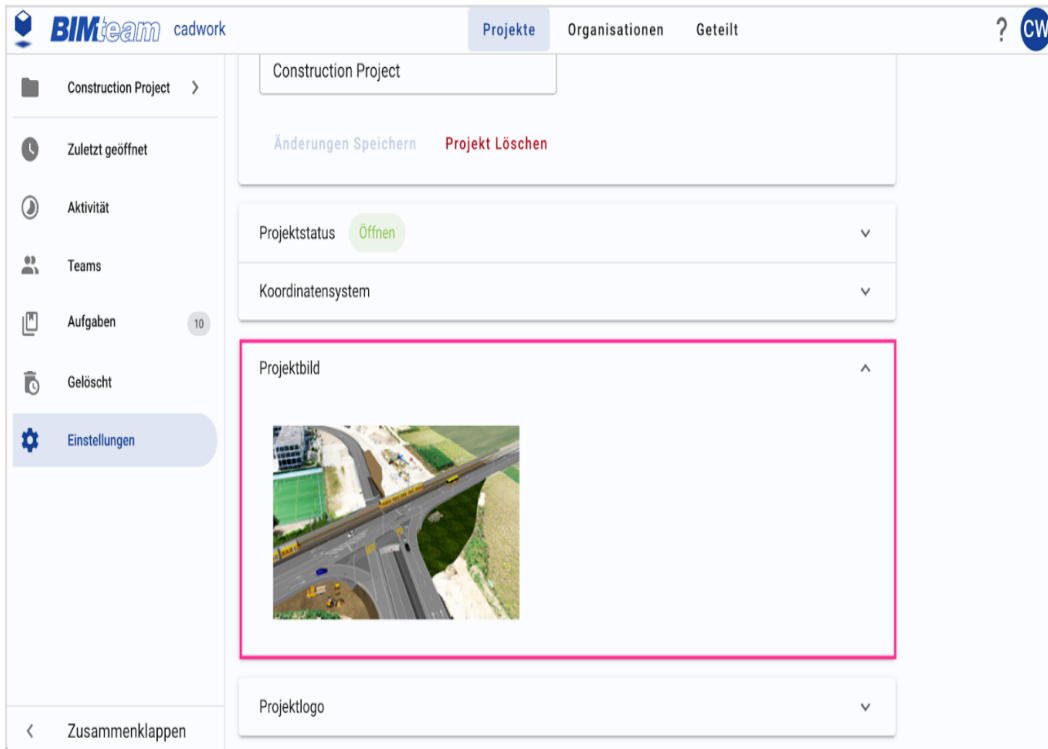 BIMteam cadwork
Projekte Organisationen Geteilt
? CW
Construction Project
Zuletzt geöffnet
Aktivität
Teams
Aufgaben 10
Gelöscht
Einstellungen
Zusammenklappen
Construction Project
Änderungen Speichern Projekt Löschen
Projektstatus Öffnen
Koordinatensystem
Projektbild
Projektlogo